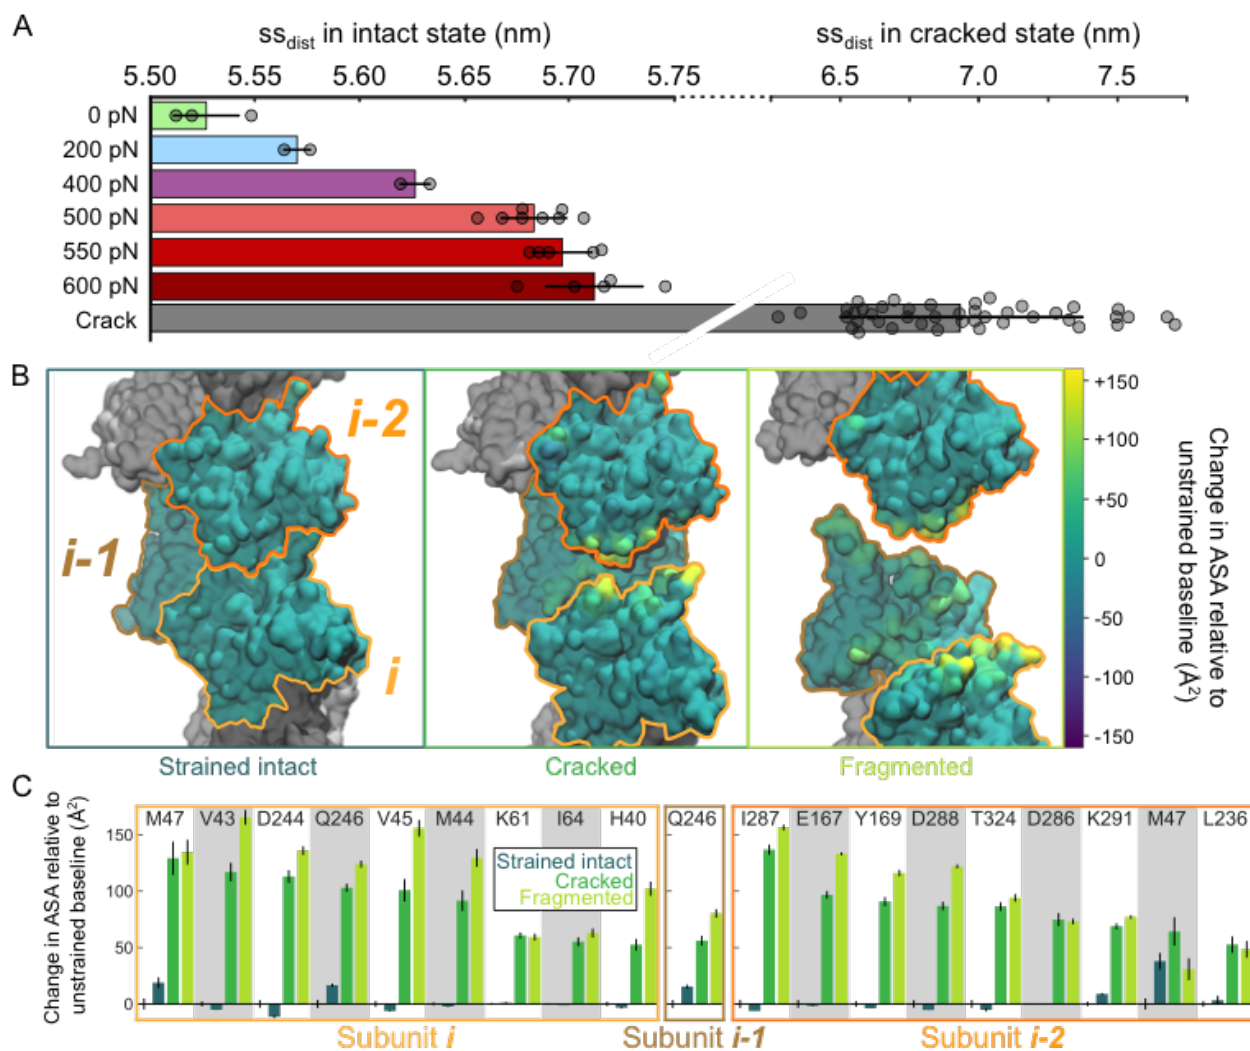 A
ss_dist in intact state (nm)
ss_dist in cracked state (nm)
5.50 5.55 5.60 5.65 5.70 5.75 6.5 7.0 7.5
0 pN
200 pN
400 pN
500 pN
550 pN
600 pN
Crack
B
i-2
i-1
i
Strained intact
Cracked
Fragmented
+150
+100
+50
0
-50
-100
-150
Change in ASA relative to
unstrained baseline (Å²)
C
Change in ASA relative to
unstrained baseline (Å²)
150
100
50
0
M47 V43 D244 Q246 V45 M44 K61 I64 H40 Q246 I287 E167 Y169 D288 T324 D286 K291 M47 L236
Strained intact
Cracked
Fragmented
Subunit i
Subunit i-1
Subunit i-2